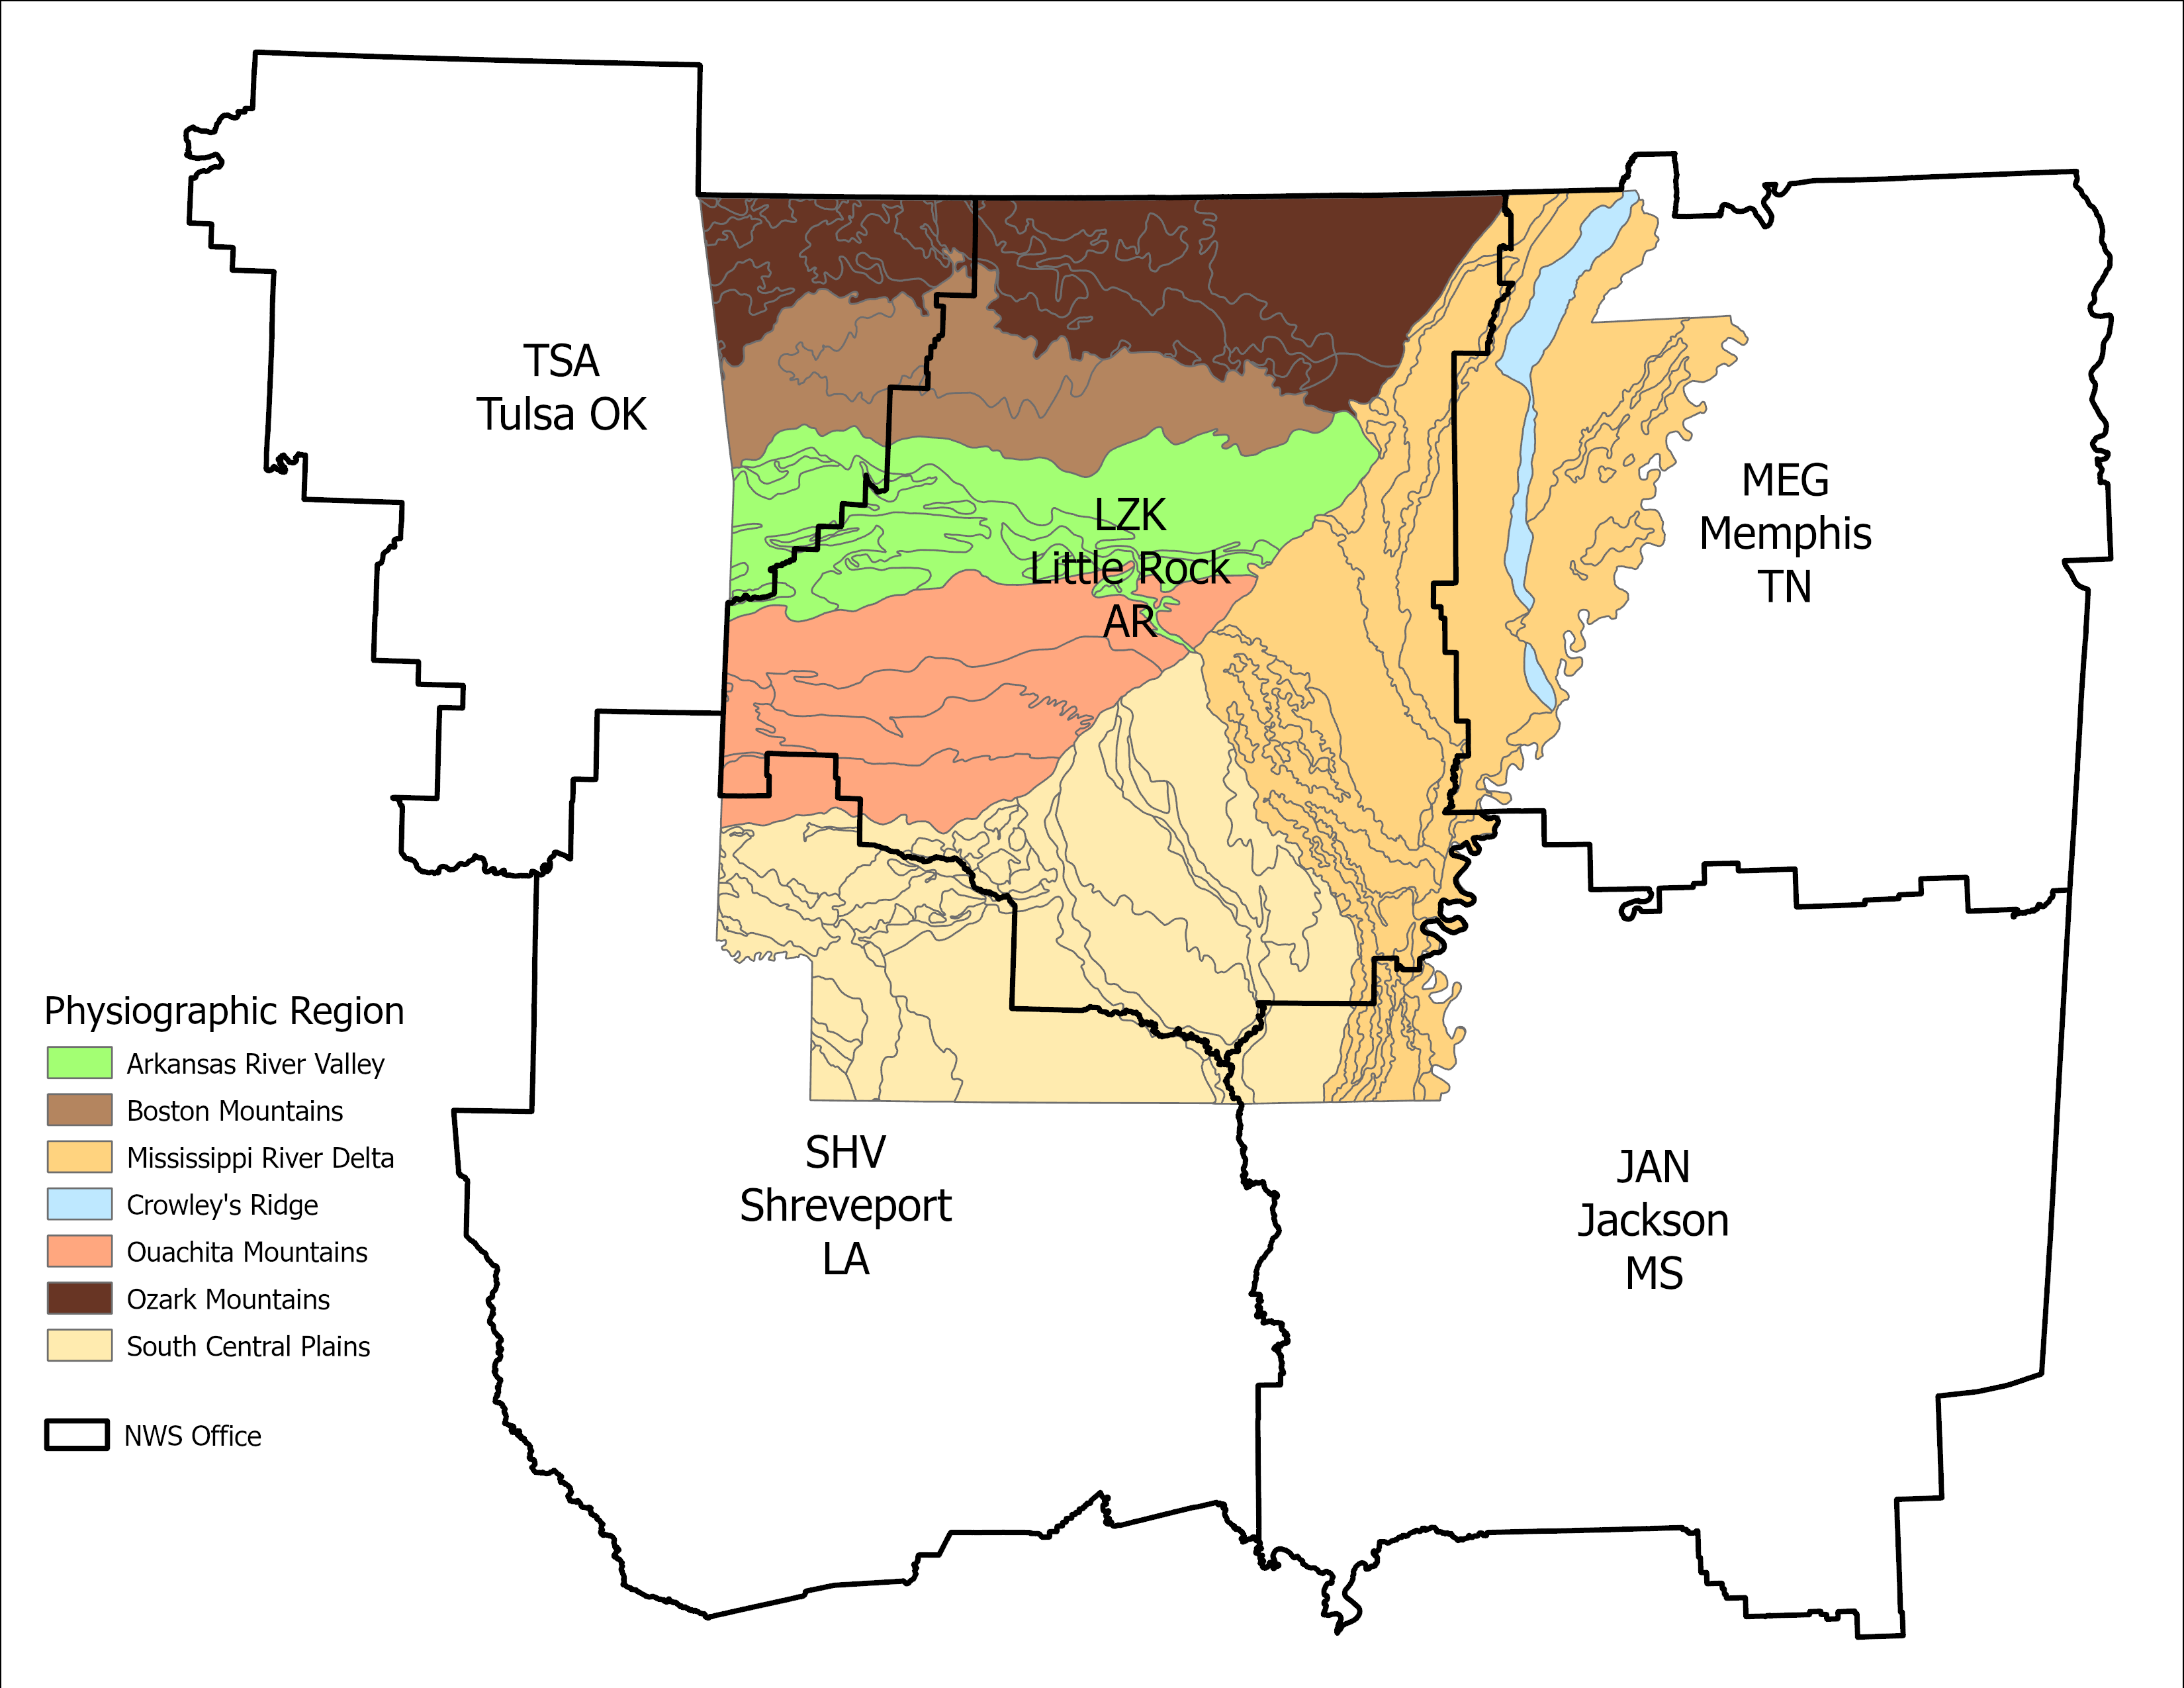 TSA
Tulsa OK
LZK
Little Rock
AR
MEG
Memphis
TN
SHV
Shreveport
LA
JAN
Jackson
MS
Physiographic Region
Arkansas River Valley
Boston Mountains
Mississippi River Delta
Crowley's Ridge
Ouachita Mountains
Ozark Mountains
South Central Plains
NWS Office